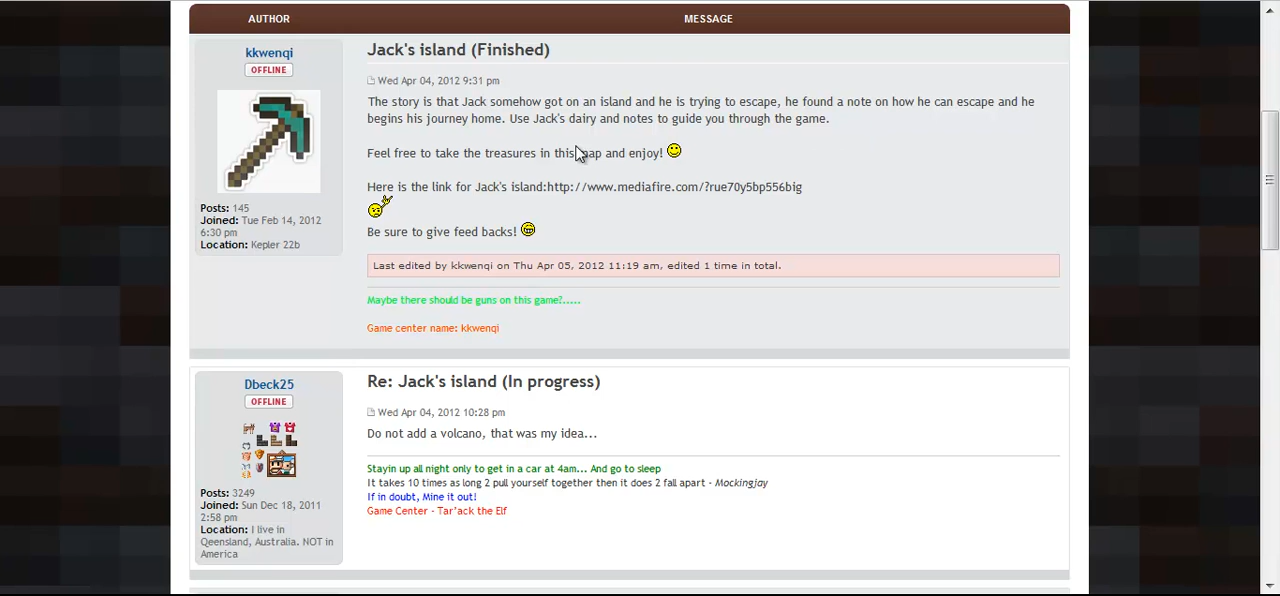 AUTHOR
MESSAGE
kkwenqi
OFFLINE
Posts: 145
Joined: Tue Feb 14, 2012
6:30 pm
Location: Kepler 22b
Jack's island (Finished)
Wed Apr 04, 2012 9:31 pm
The story is that Jack somehow got on an island and he is trying to escape, he found a note on how he can escape and he
begins his journey home. Use Jack's dairy and notes to guide you through the game.
Feel free to take the treasures in this map and enjoy!
Here is the link for Jack's island:http://www.mediafire.com/?rue70y5bp556big
Be sure to give feed backs!
Last edited by kkwenqi on Thu Apr 05, 2012 11:19 am, edited 1 time in total.
Maybe there should be guns on this game?.....
Game center name: kkwenqi
Dbeck25
OFFLINE
Posts: 3249
Joined: Sun Dec 18, 2011
2:58 pm
Location: I live in
Qeensland, Australia. NOT in
America
Re: Jack's island (In progress)
Wed Apr 04, 2012 10:28 pm
Do not add a volcano, that was my idea...
Stayin up all night only to get in a car at 4am... And go to sleep
It takes 10 times as long 2 pull yourself together then it does 2 fall apart - Mockingjay
If in doubt, Mine it out!
Game Center - Tar'ack the Elf